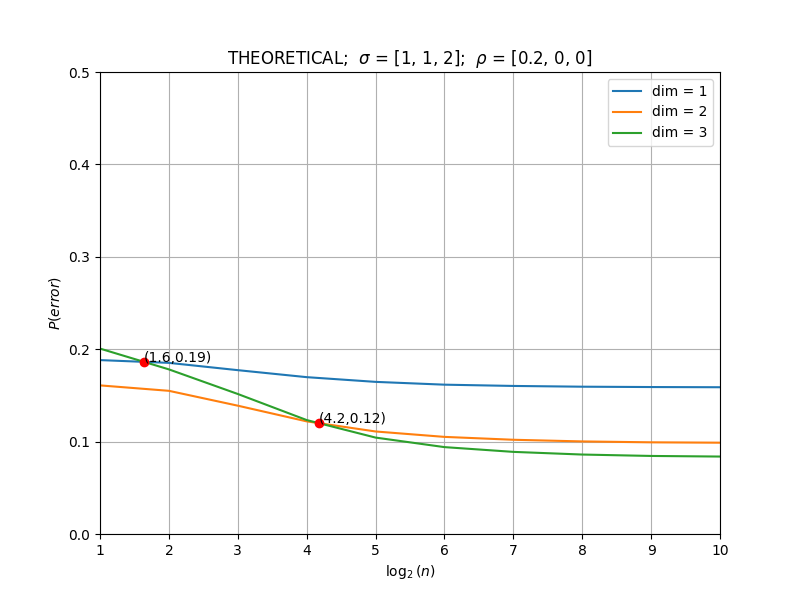 THEORETICAL; σ = [1, 1, 2]; ρ = [0.2, 0, 0]
0.5
0.4
0.3
0.2
0.1
0.0
P(error)
dim = 1
dim = 2
dim = 3
(1.6,0.19)
(4.2,0.12)
1 2 3 4 5 6 7 8 9 10
log₂(n)